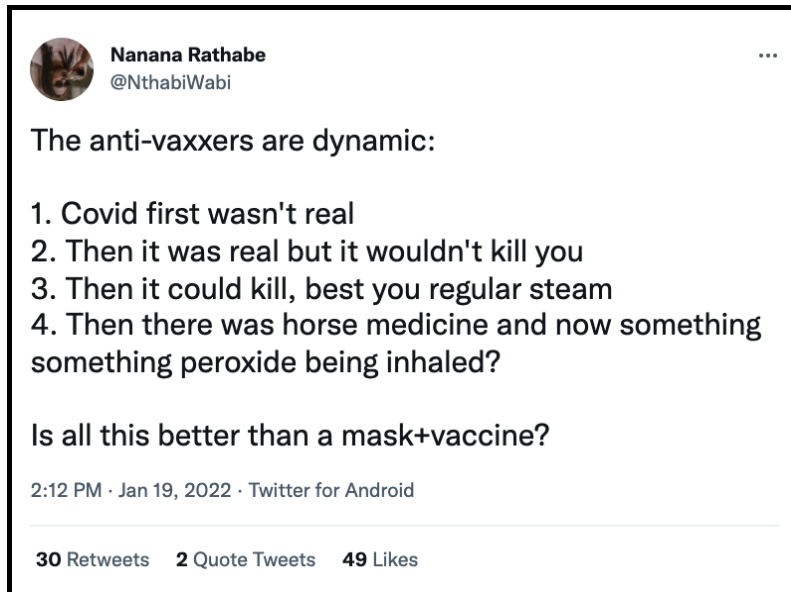 Nanana Rathabe
@NthabiWabi
The anti-vaxxers are dynamic:
1. Covid first wasn't real
2. Then it was real but it wouldn't kill you
3. Then it could kill, best you regular steam
4. Then there was horse medicine and now something
something peroxide being inhaled?
Is all this better than a mask+vaccine?
2:12 PM · Jan 19, 2022 · Twitter for Android
30 Retweets 2 Quote Tweets 49 Likes